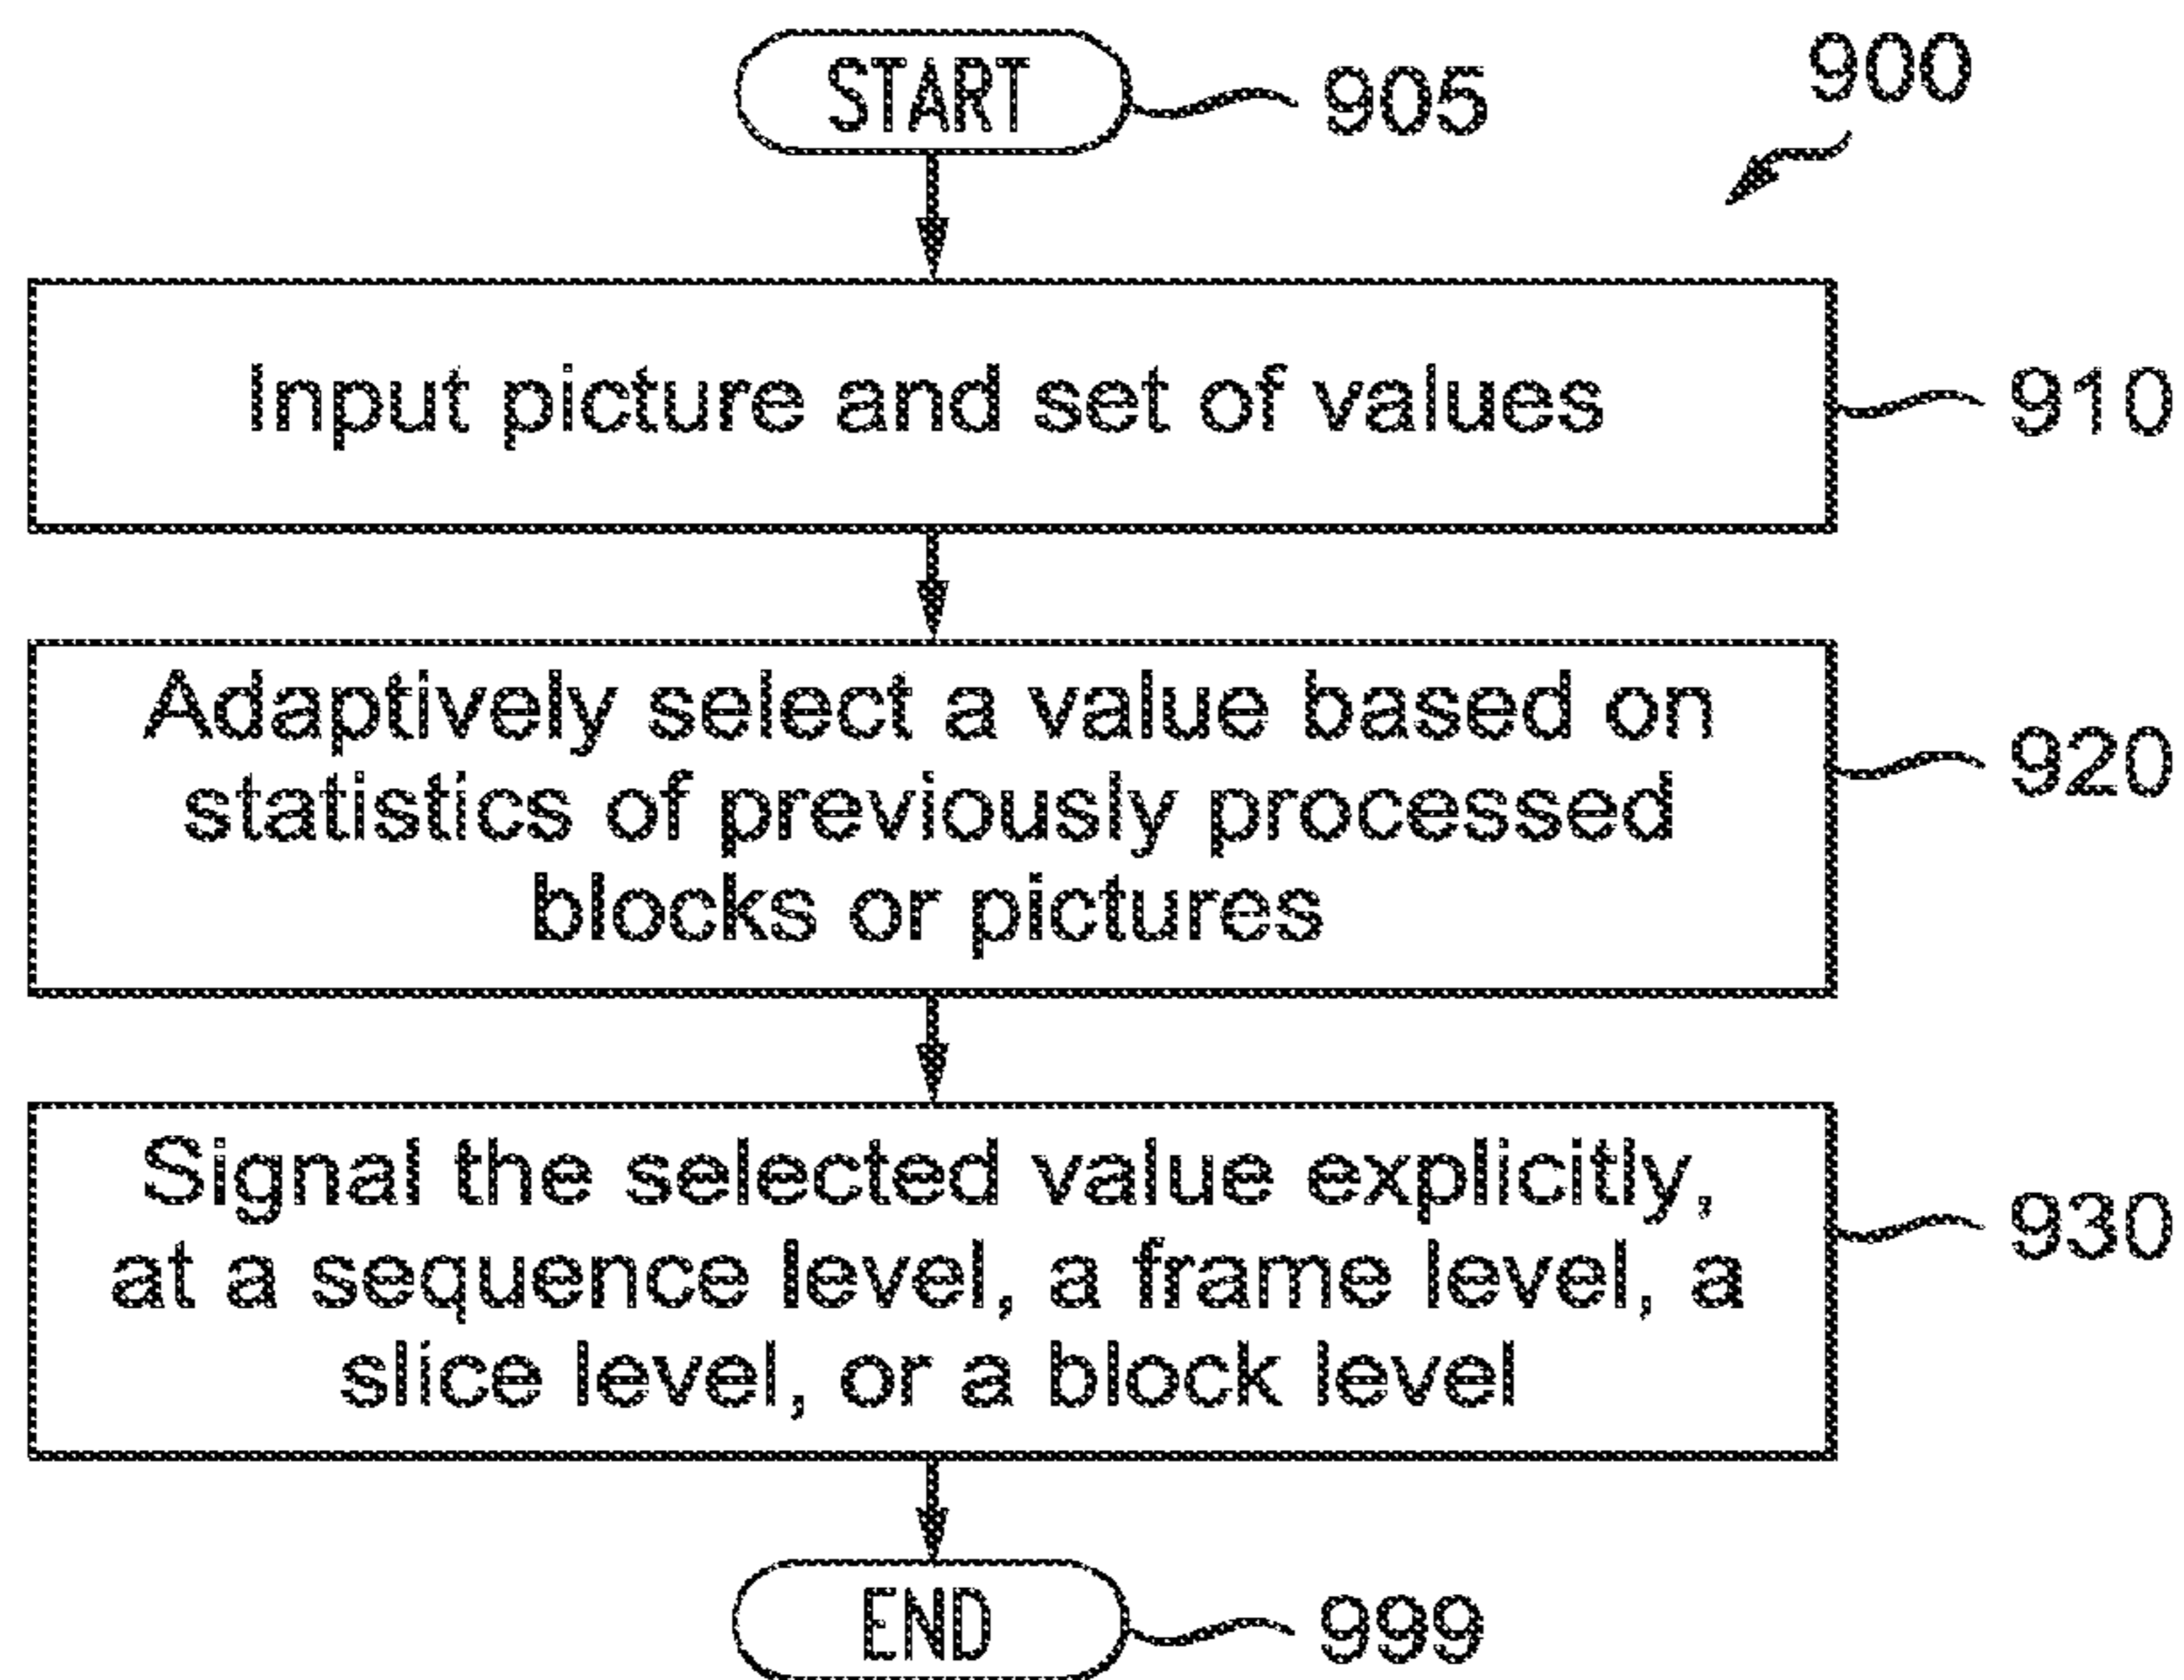 START
905
900
Input picture and set of values
910
Adaptively select a value based on
statistics of previously processed
blocks or pictures
920
Signal the selected value explicitly,
at a sequence level, a frame level, a
slice level, or a block level
930
END
999